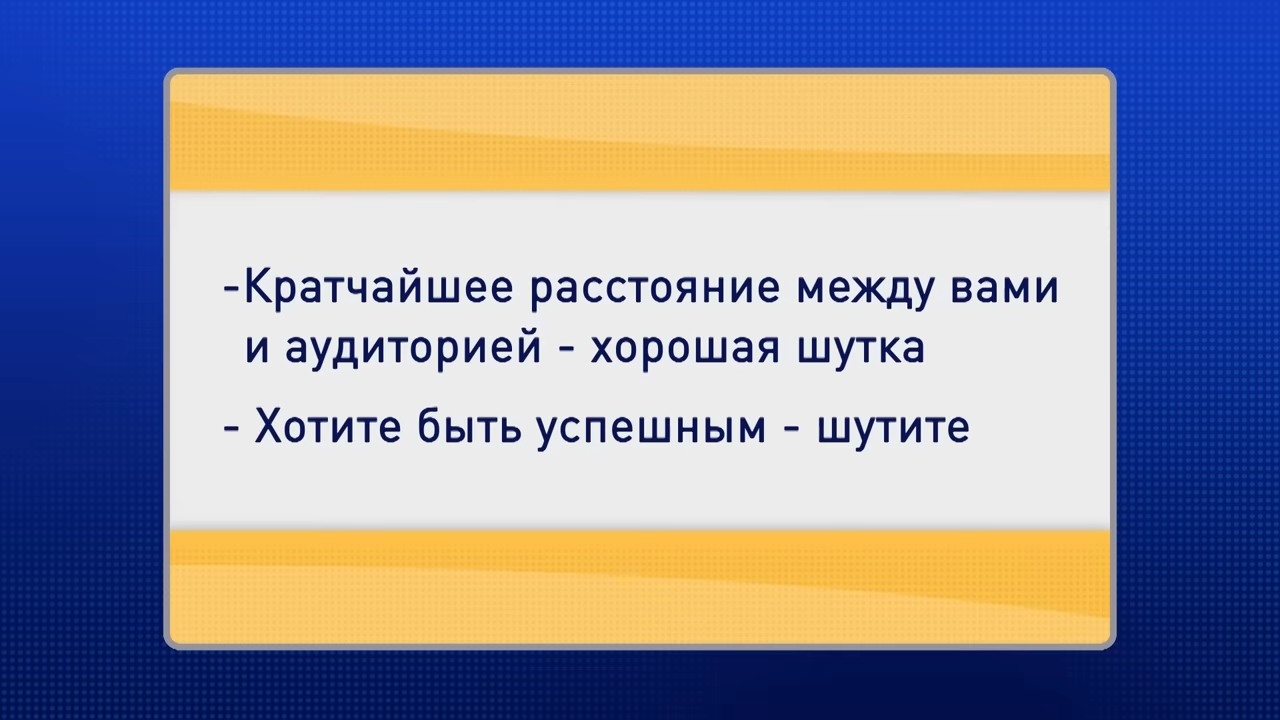 -Кратчайшее расстояние между вами
и аудиторией - хорошая шутка
- Хотите быть успешным - шутите